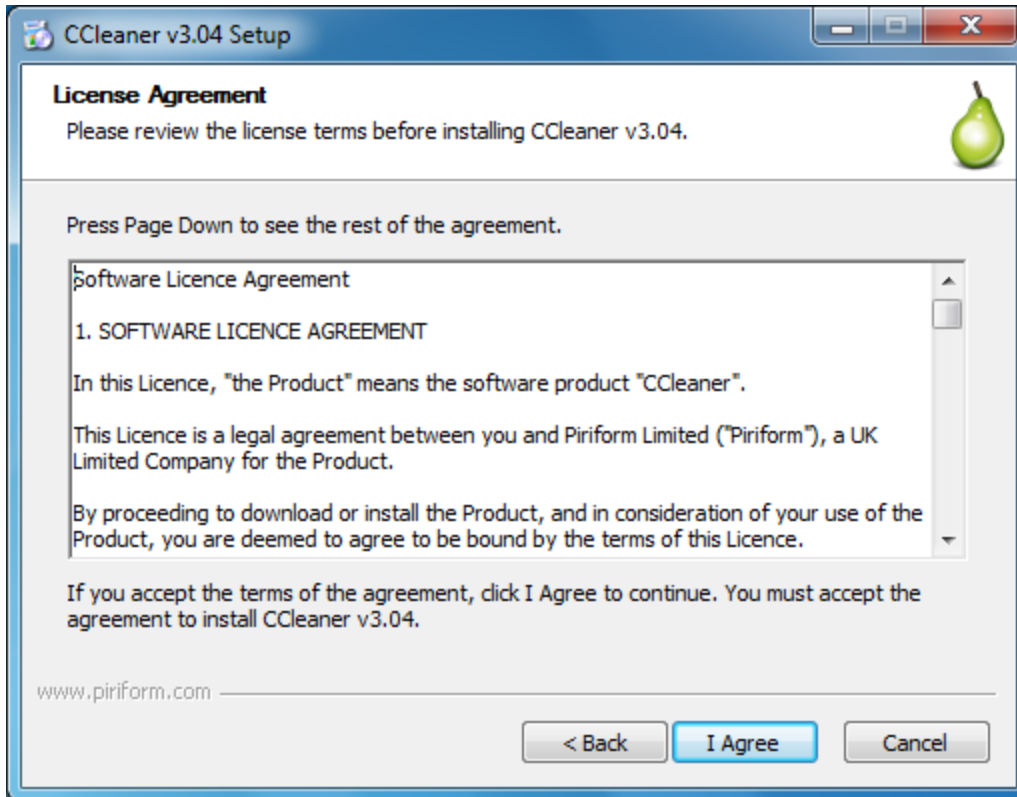 CCleaner v3.04 Setup
License Agreement
Please review the license terms before installing CCleaner v3.04.
Press Page Down to see the rest of the agreement.
Software Licence Agreement
1. SOFTWARE LICENCE AGREEMENT
In this Licence, "the Product" means the software product "CCleaner".
This Licence is a legal agreement between you and Piriform Limited ("Piriform"), a UK
Limited Company for the Product.
By proceeding to download or install the Product, and in consideration of your use of the
Product, you are deemed to agree to be bound by the terms of this Licence.
If you accept the terms of the agreement, click I Agree to continue. You must accept the
agreement to install CCleaner v3.04.
www.piriform.com
< Back
I Agree
Cancel